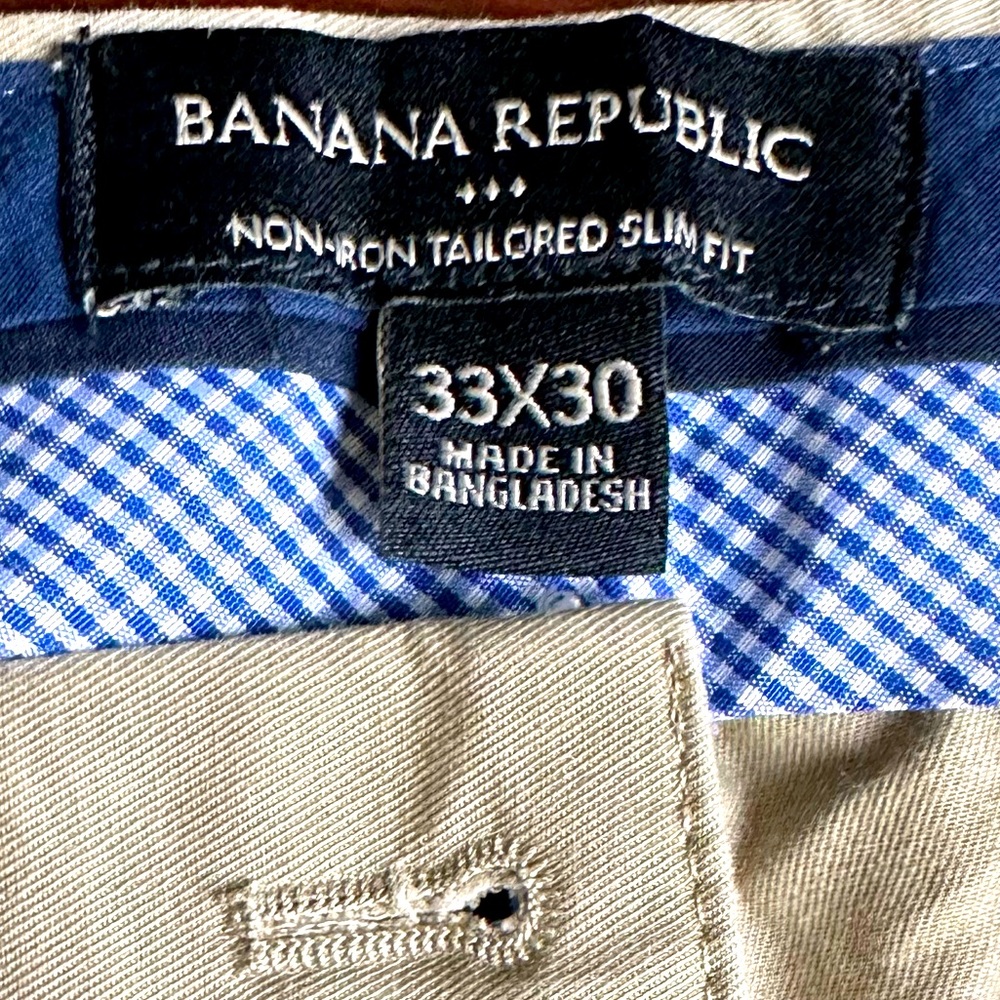 BANANA REPUBLIC
NON-IRON TAILORED SLIM FIT
33X30
MADE IN
BANGLADESH